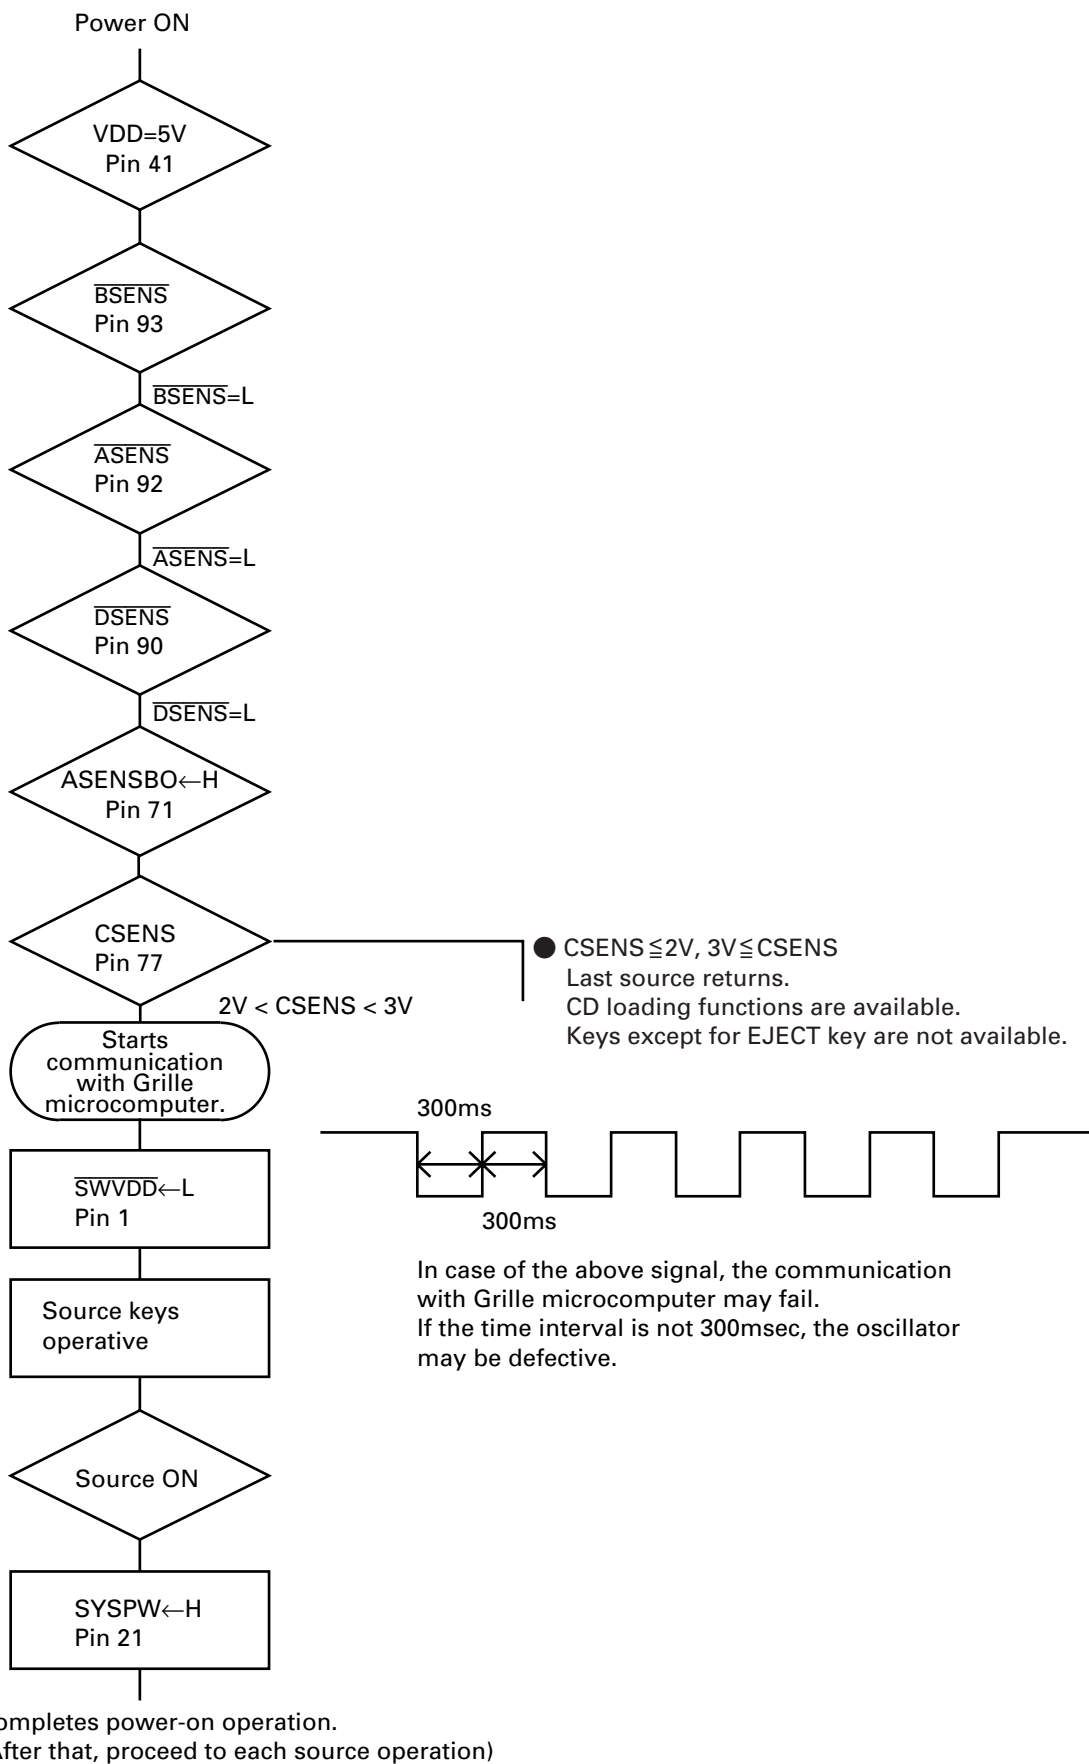 Power ON
VDD=5V
Pin 41
BSENS
Pin 93
BSENS=L
ASENS
Pin 92
ASENS=L
DSENS
Pin 90
DSENS=L
ASENSBO←H
Pin 71
CSENS
Pin 77
● CSENS≦2V, 3V≦CSENS
Last source returns.
CD loading functions are available.
Keys except for EJECT key are not available.
2V < CSENS < 3V
Starts
communication
with Grille
microcomputer.
300ms
300ms
SWVDD←L
Pin 1
In case of the above signal, the communication
with Grille microcomputer may fail.
If the time interval is not 300msec, the oscillator
may be defective.
Source keys
operative
Source ON
SYSPW←H
Pin 21
ompletes power-on operation.
After that, proceed to each source operation)